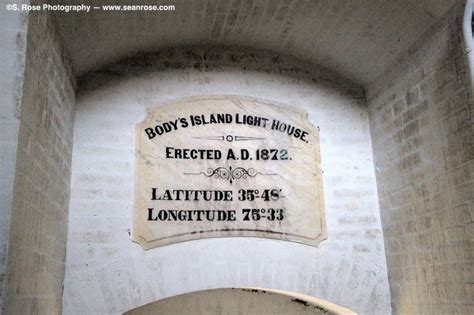 ©S. Rose Photography — www.seanrose.com
BODY'S ISLAND LIGHT HOUSE.
ERECTED A.D. 1872.
LATITUDE 35°48'
LONGITUDE 75°33'